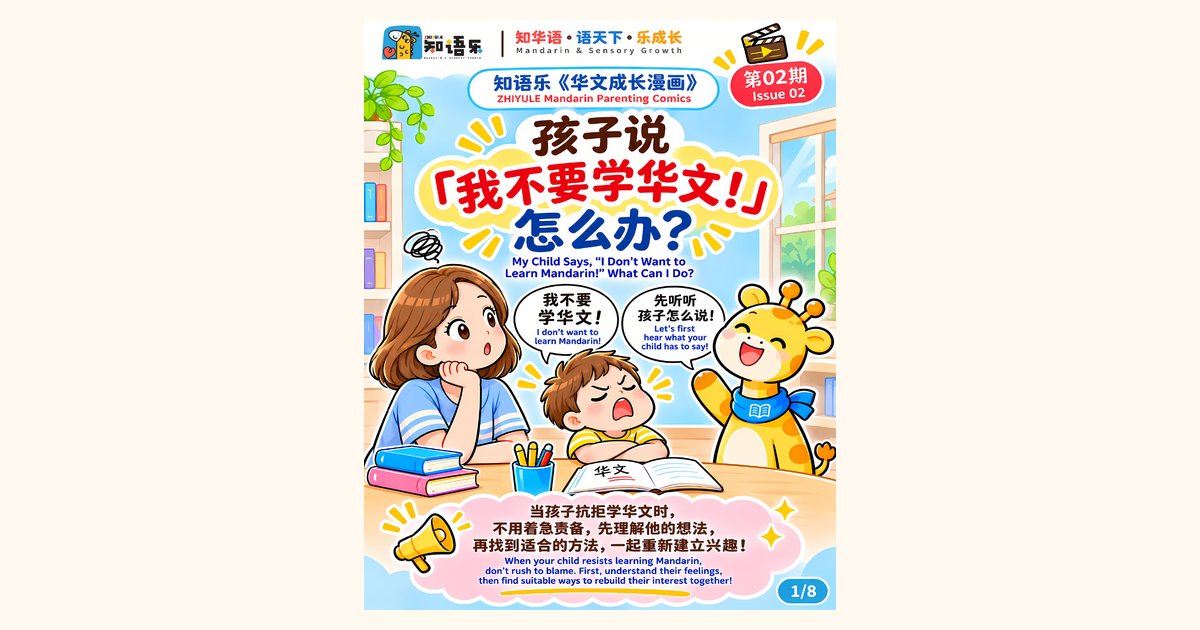 知语乐
知华语 • 语天下 • 乐成长
Mandarin & Sensory Growth
第02期
Issue 02
知语乐《华文成长漫画》
ZHIYULE Mandarin Parenting Comics
孩子说
「我不要学华文!」
怎么办?
My Child Says, “I Don’t Want to
Learn Mandarin!” What Can I Do?
我不要
学华文!
I don’t want to
learn Mandarin!
先听听
孩子怎么说!
Let’s first
hear what your
child has to say!
华文
当孩子抗拒学华文时,
不用着急责备, 先理解他的想法,
再找到适合的方法, 一起重新建立兴趣!
When your child resists learning Mandarin,
don’t rush to blame. First, understand their feelings,
then find suitable ways to rebuild their interest together!
1/8